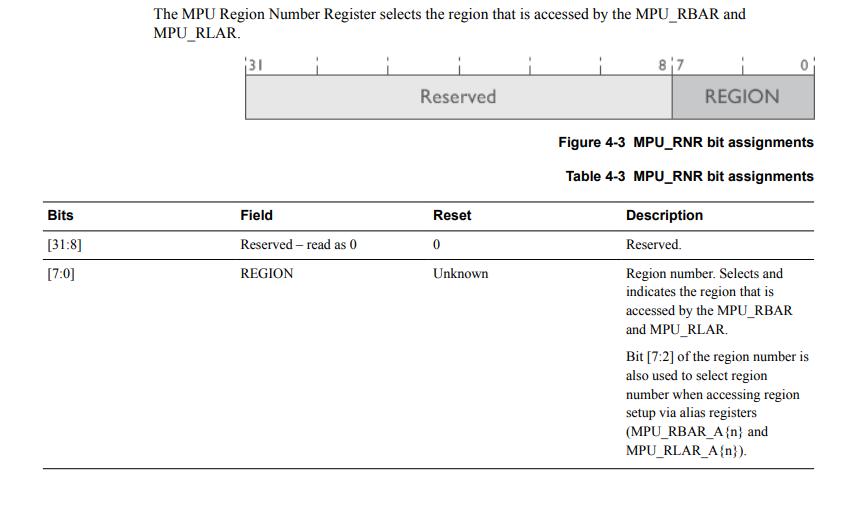 The MPU Region Number Register selects the region that is accessed by the MPU_RBAR and
MPU_RLAR.
31 8 7 0
Reserved REGION
Figure 4-3 MPU_RNR bit assignments
Table 4-3 MPU_RNR bit assignments
Bits Field Reset Description
[31:8] Reserved – read as 0 0 Reserved.
[7:0] REGION Unknown Region number. Selects and
indicates the region that is
accessed by the MPU_RBAR
and MPU_RLAR.
Bit [7:2] of the region number is
also used to select region
number when accessing region
setup via alias registers
(MPU_RBAR_A{n} and
MPU_RLAR_A{n}).